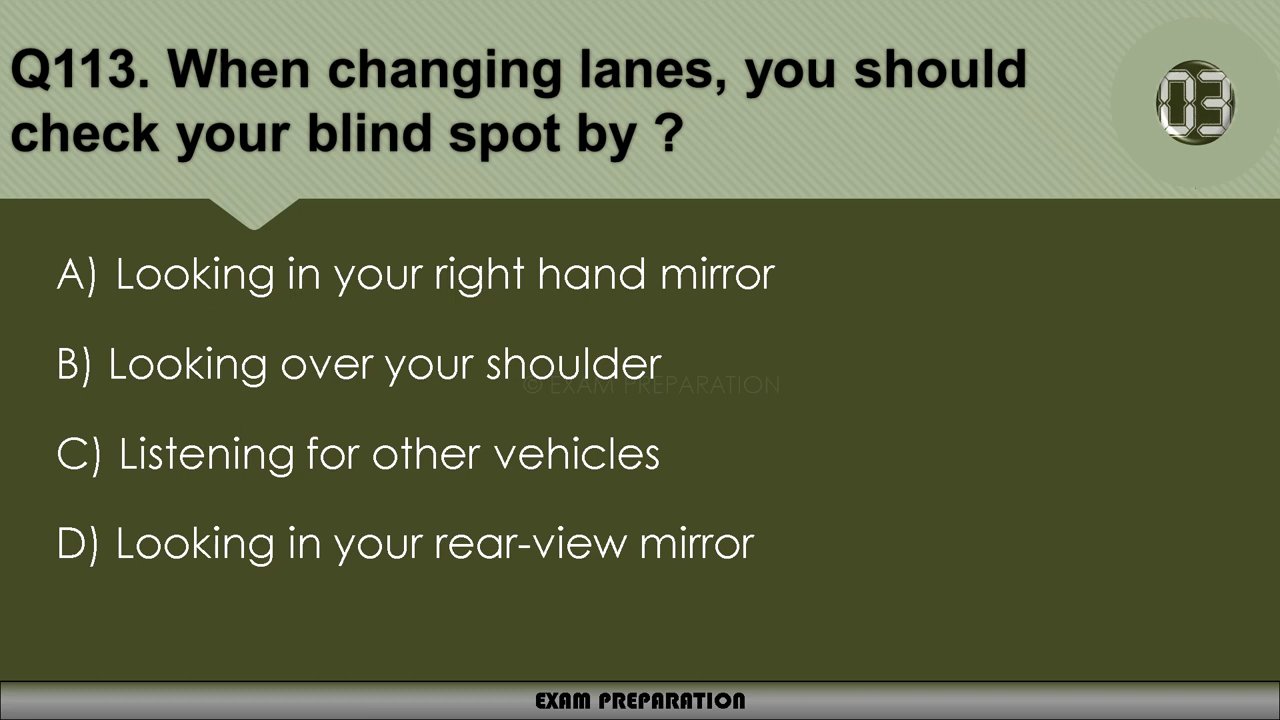 Q113. When changing lanes, you should
check your blind spot by ?
03
A) Looking in your right hand mirror
B) Looking over your shoulder
© EXAM PREPARATION
C) Listening for other vehicles
D) Looking in your rear-view mirror
EXAM PREPARATION